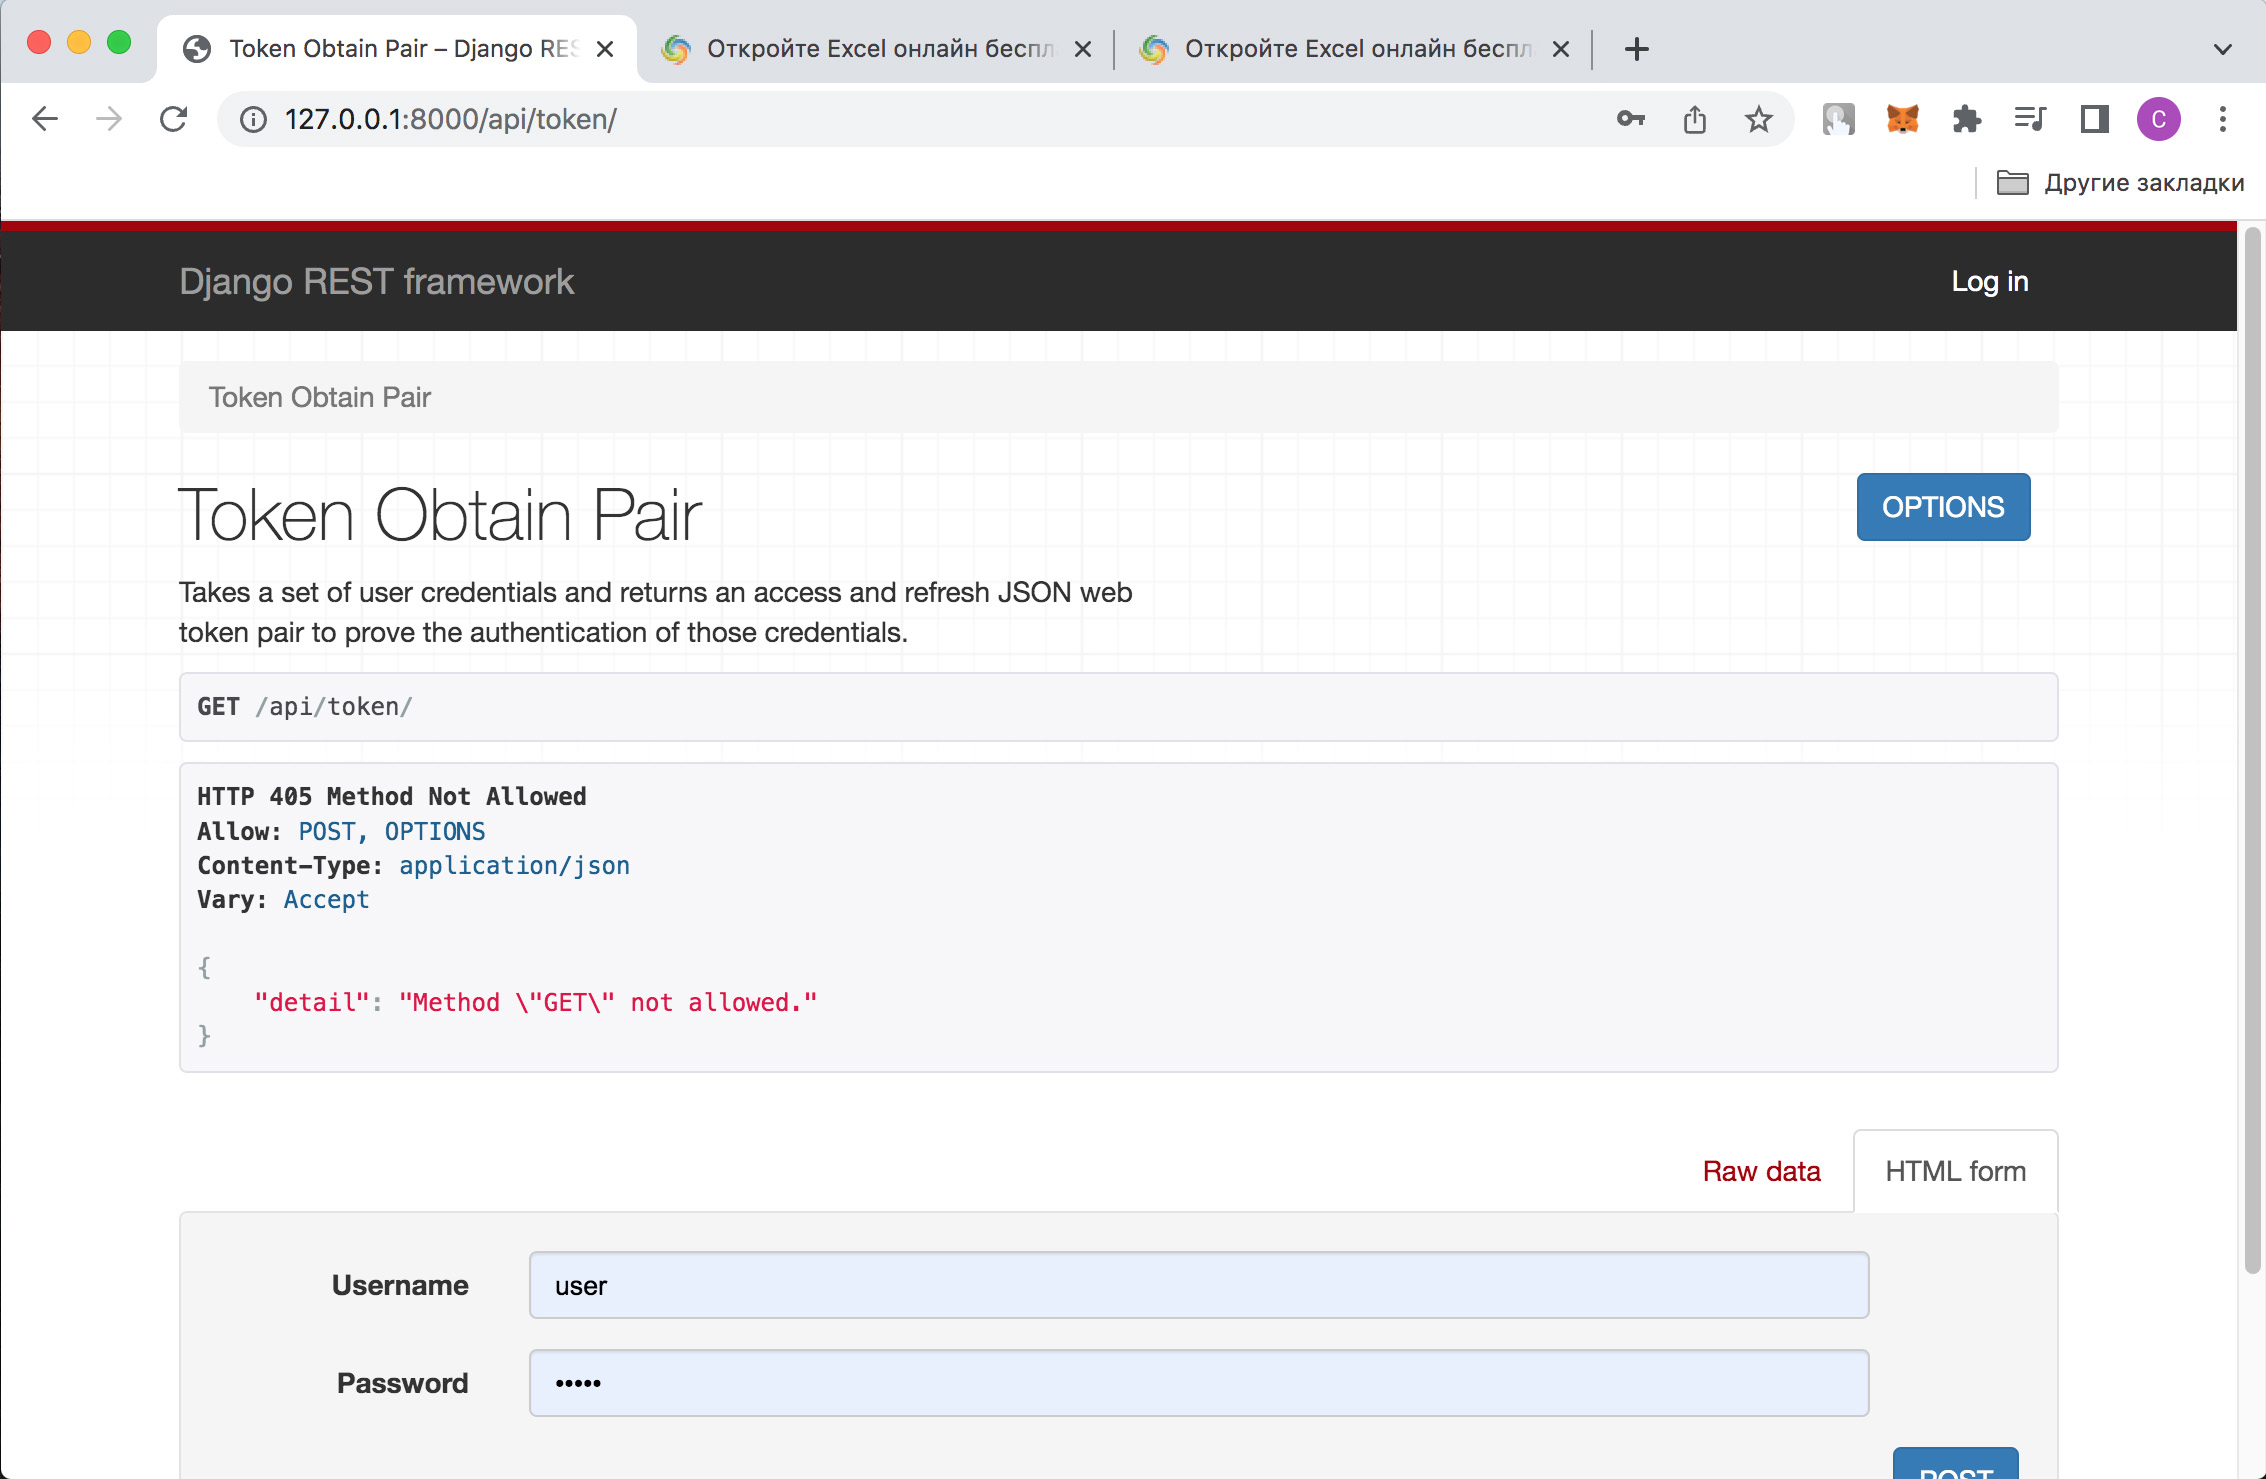 Token Obtain Pair – Django RES
Откройте Excel онлайн беспл
Откройте Excel онлайн беспл
127.0.0.1:8000/api/token/
C
Другие закладки
Django REST framework
Log in
Token Obtain Pair
Token Obtain Pair
OPTIONS
Takes a set of user credentials and returns an access and refresh JSON web
token pair to prove the authentication of those credentials.
GET /api/token/
HTTP 405 Method Not Allowed
Allow: POST, OPTIONS
Content-Type: application/json
Vary: Accept
{
"detail": "Method \"GET\" not allowed."
}
Raw data
HTML form
Username
user
Password
•••••
POST